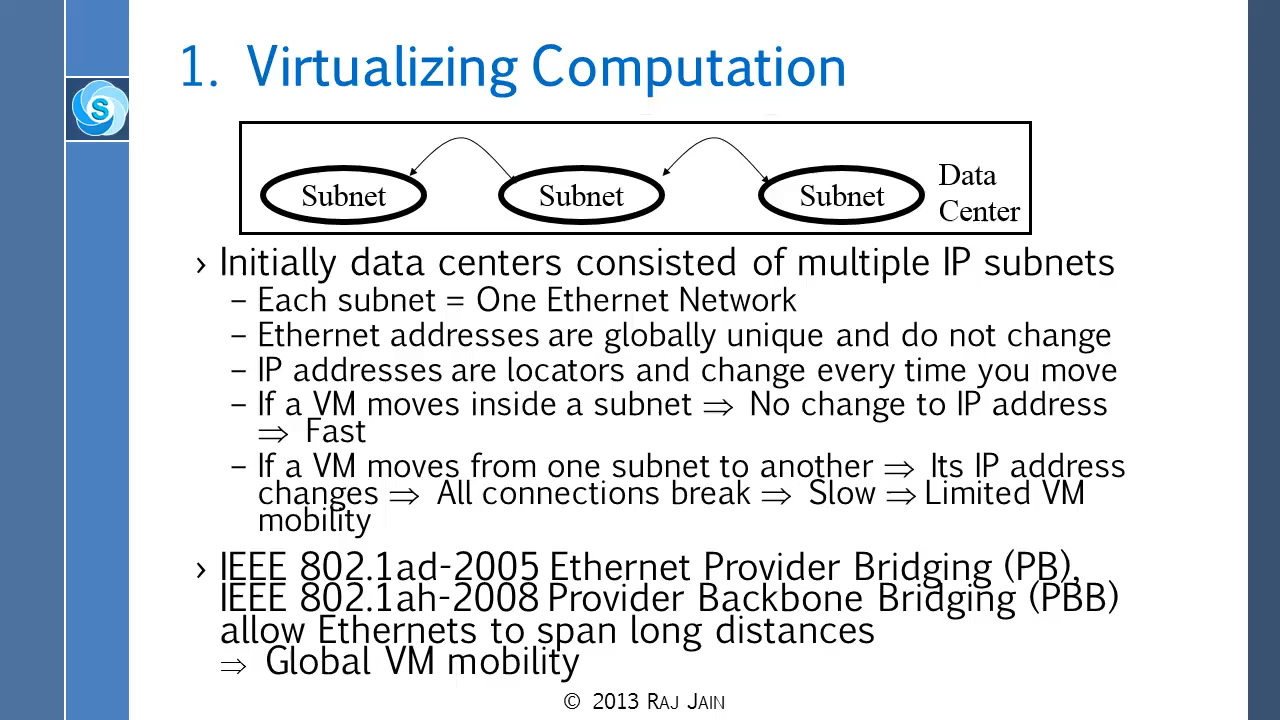 1. Virtualizing Computation
S
Subnet
Subnet
Subnet
Data
Center
› Initially data centers consisted of multiple IP subnets
– Each subnet = One Ethernet Network
– Ethernet addresses are globally unique and do not change
– IP addresses are locators and change every time you move
– If a VM moves inside a subnet ⇒ No change to IP address
⇒ Fast
– If a VM moves from one subnet to another ⇒ Its IP address
changes ⇒ All connections break ⇒ Slow ⇒ Limited VM
mobility
› IEEE 802.1ad-2005 Ethernet Provider Bridging (PB),
IEEE 802.1ah-2008 Provider Backbone Bridging (PBB)
allow Ethernets to span long distances
⇒ Global VM mobility
© 2013 RAJ JAIN